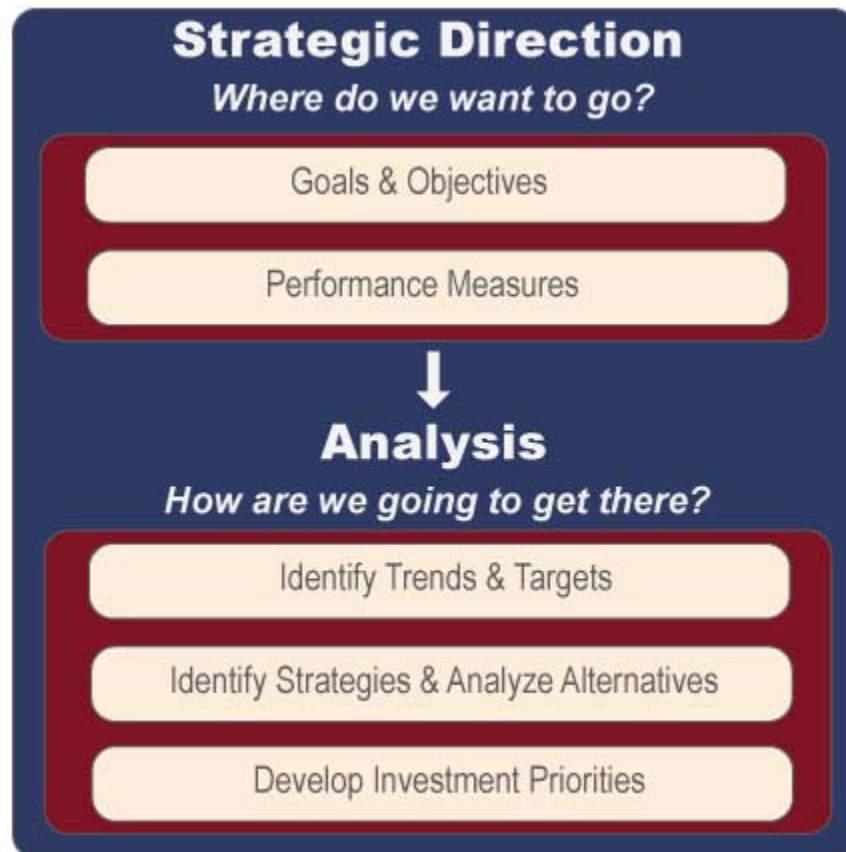 Strategic Direction
Where do we want to go?
Goals & Objectives
Performance Measures
Analysis
How are we going to get there?
Identify Trends & Targets
Identify Strategies & Analyze Alternatives
Develop Investment Priorities